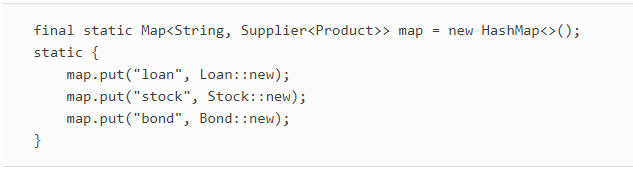 final static Map<String, Supplier<Product>> map = new HashMap<>();
static {
    map.put("loan", Loan::new);
    map.put("stock", Stock::new);
    map.put("bond", Bond::new);
}